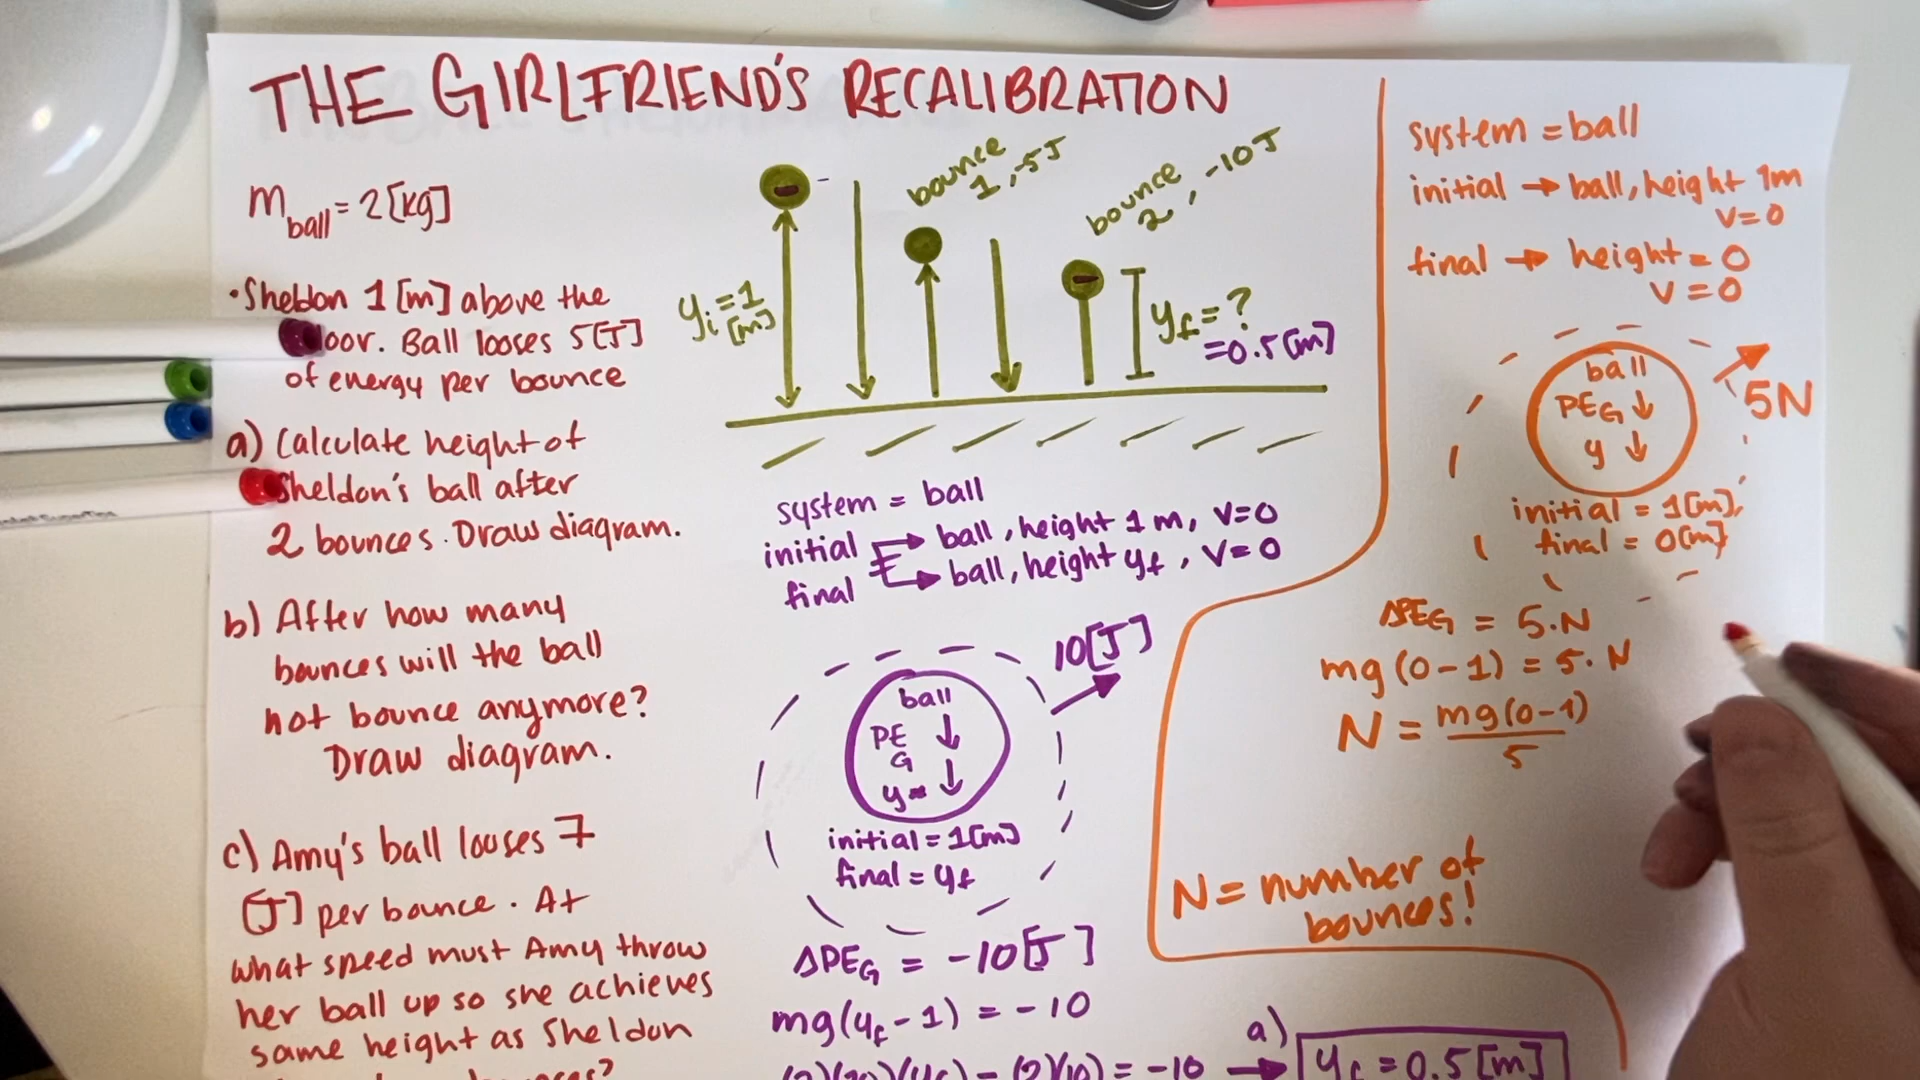 THE GIRLFRIEND'S RECALIBRATION
m ball = 2 [kg]
• Sheldon 1 [m] above the
loor. Ball looses 5 [J]
of energy per bounce
a) Calculate height of
Sheldon's ball after
2 bounces. Draw diagram.
b) After how many
bounces will the ball
not bounce anymore?
Draw diagram.
c) Amy's ball looses 7
[J] per bounce. At
what speed must Amy throw
her ball up so she achieves
same height as Sheldon
yi = 1
[m]
bounce
1, -5J
bounce
2, -10J
yf = ?
= 0.5 [m]
system = ball
initial → ball, height 1 m, v=0
final → ball, height yf, v=0
10[J]
ball
PE ↓
G
y = ↓
initial = 1[m]
final = yf
ΔPEG = -10[J]
mg(yf - 1) = -10
= -10 →
a)
yf = 0.5 [m]
system = ball
initial → ball, height 1m
v=0
final → height = 0
v = 0
ball
PEG ↓
y ↓
5N
initial = 1[m],
final = 0[m]
ΔPEG = 5·N
mg(0-1) = 5·N
N = mg(0-1)
5
N = number of
bounces!